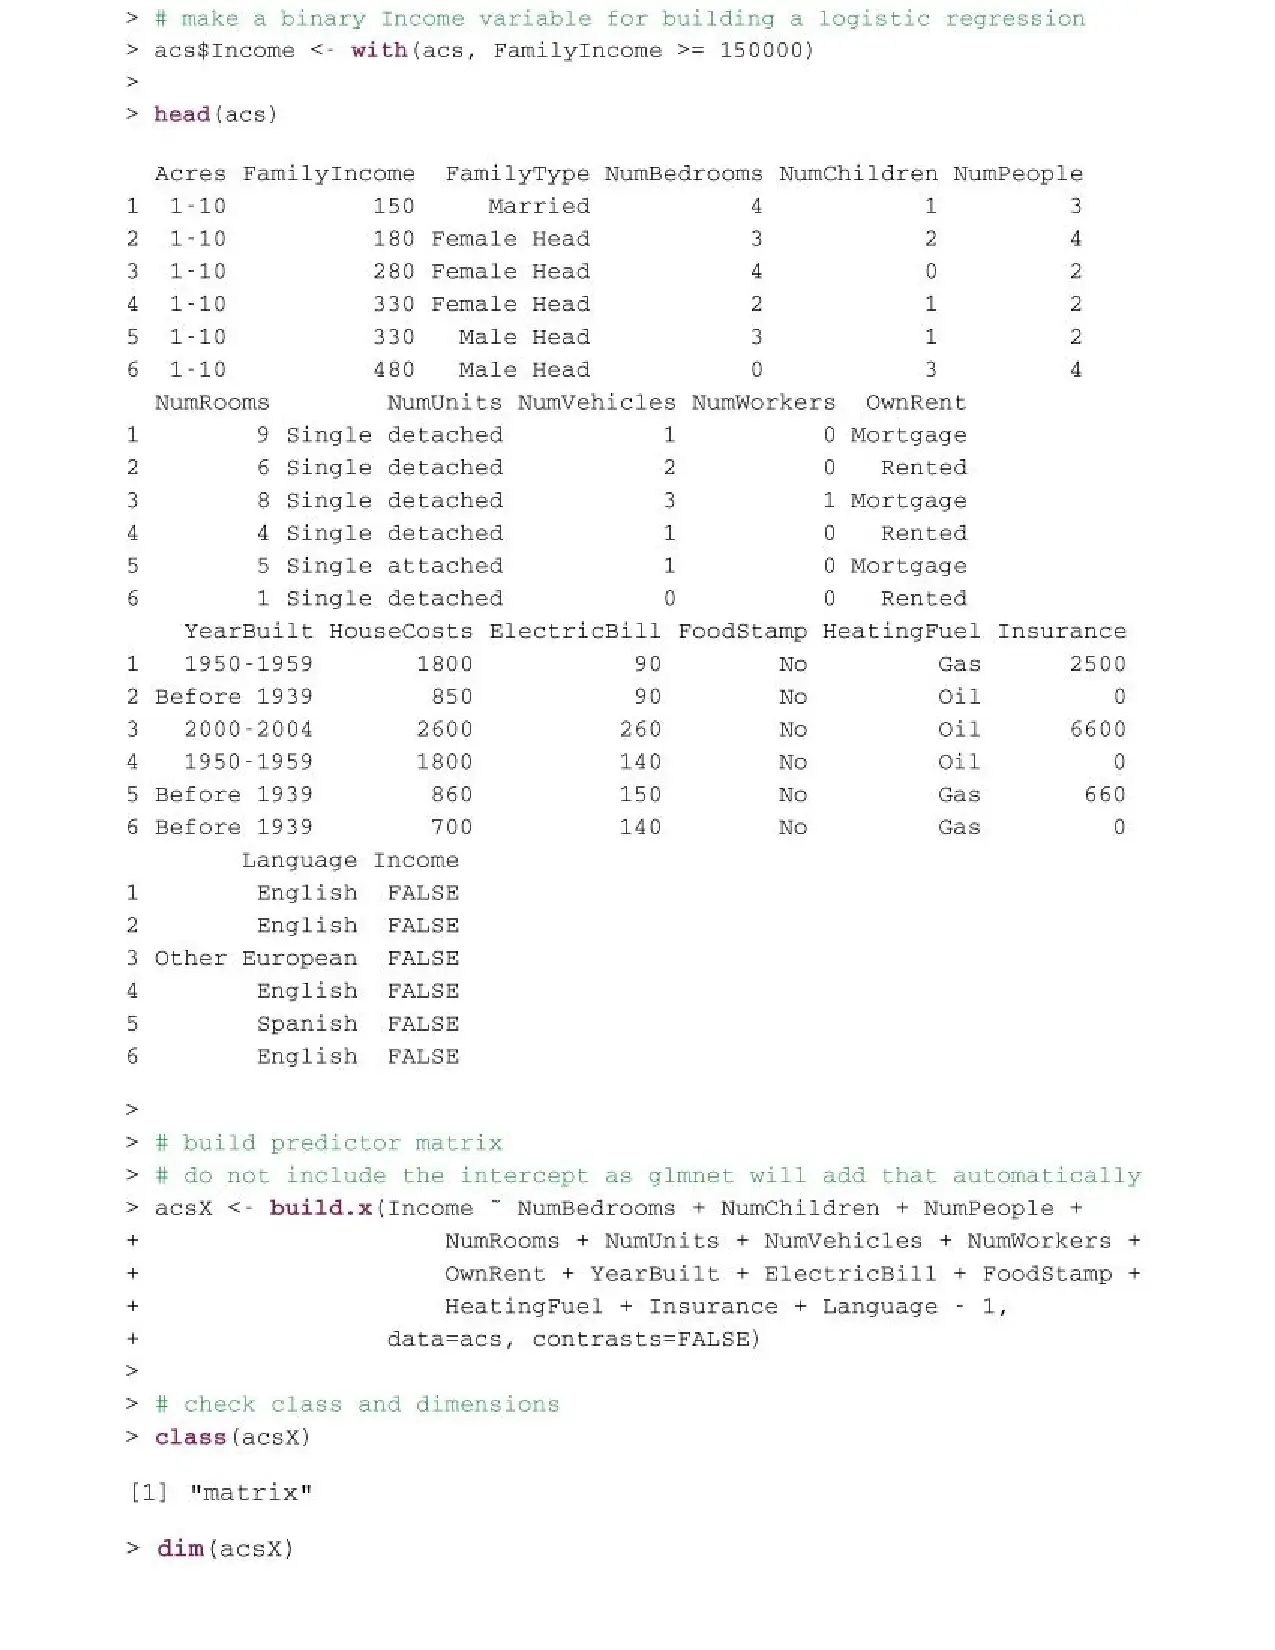 > # make a binary Income variable for building a logistic regression
> acs$Income <- with(acs, FamilyIncome >= 150000)
>
> head(acs)
  Acres FamilyIncome  FamilyType NumBedrooms NumChildren NumPeople
1  1-10          150     Married           4           1         3
2  1-10          180 Female Head           3           2         4
3  1-10          280 Female Head           4           0         2
4  1-10          330 Female Head           2           1         2
5  1-10          330   Male Head           3           1         2
6  1-10          480   Male Head           0           3         4
  NumRooms        NumUnits NumVehicles NumWorkers  OwnRent
1        9 Single detached           1          0 Mortgage
2        6 Single detached           2          0   Rented
3        8 Single detached           3          1 Mortgage
4        4 Single detached           1          0   Rented
5        5 Single attached           1          0 Mortgage
6        1 Single detached           0          0   Rented
    YearBuilt HouseCosts ElectricBill FoodStamp HeatingFuel Insurance
1   1950-1959       1800           90        No         Gas      2500
2 Before 1939        850           90        No         Oil         0
3   2000-2004       2600          260        No         Oil      6600
4   1950-1959       1800          140        No         Oil         0
5 Before 1939        860          150        No         Gas       660
6 Before 1939        700          140        No         Gas         0
        Language Income
1        English  FALSE
2        English  FALSE
3 Other European  FALSE
4        English  FALSE
5        Spanish  FALSE
6        English  FALSE
>
> # build predictor matrix
> # do not include the intercept as glmnet will add that automatically
> acsX <- build.x(Income ~ NumBedrooms + NumChildren + NumPeople +
+                     NumRooms + NumUnits + NumVehicles + NumWorkers +
+                     OwnRent + YearBuilt + ElectricBill + FoodStamp +
+                     HeatingFuel + Insurance + Language - 1,
+                 data=acs, contrasts=FALSE)
>
> # check class and dimensions
> class(acsX)
[1] "matrix"
> dim(acsX)